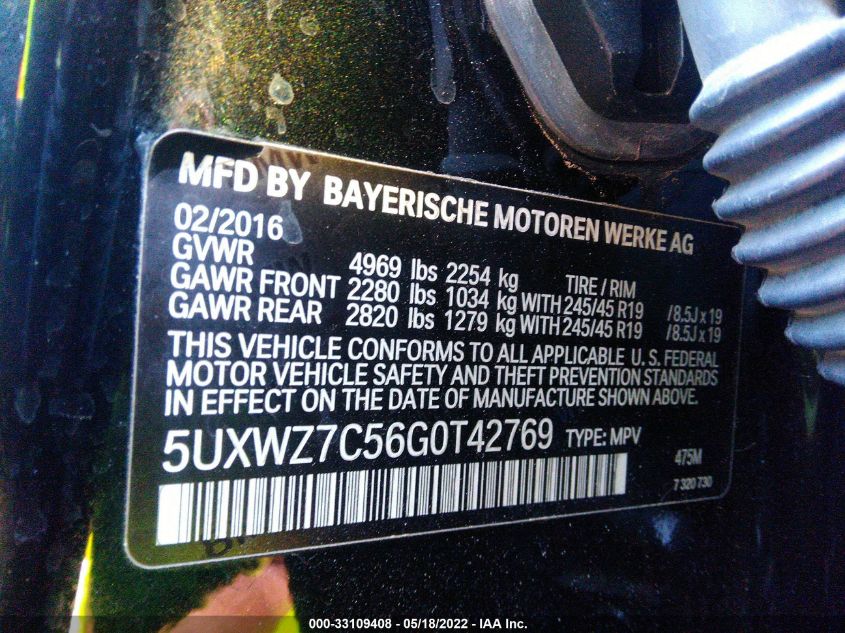 MFD BY BAYERISCHE MOTOREN WERKE AG
02/2016
GVWR 4969 lbs 2254 kg TIRE / RIM
GAWR FRONT 2280 lbs 1034 kg WITH 245/45 R19 / 8.5J x 19
GAWR REAR 2820 lbs 1279 kg WITH 245/45 R19 / 8.5J x 19
THIS VEHICLE CONFORMS TO ALL APPLICABLE U. S. FEDERAL
MOTOR VEHICLE SAFETY AND THEFT PREVENTION STANDARDS
IN EFFECT ON THE DATE OF MANUFACTURE SHOWN ABOVE.
5UXWZ7C56G0T42769 TYPE: MPV 475M
7 320 730
000-33109408 - 05/18/2022 - IAA Inc.